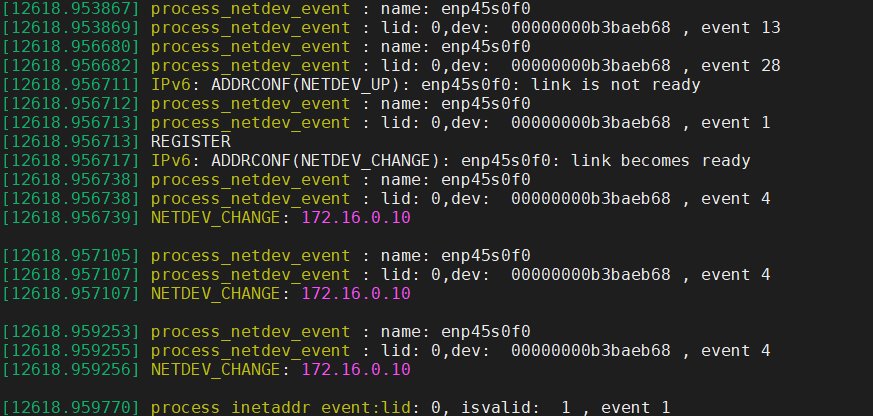 [12618.953867] process_netdev_event : name: enp45s0f0
[12618.953869] process_netdev_event : lid: 0,dev:  00000000b3baeb68 , event 13
[12618.956680] process_netdev_event : name: enp45s0f0
[12618.956682] process_netdev_event : lid: 0,dev:  00000000b3baeb68 , event 28
[12618.956711] IPv6: ADDRCONF(NETDEV_UP): enp45s0f0: link is not ready
[12618.956712] process_netdev_event : name: enp45s0f0
[12618.956713] process_netdev_event : lid: 0,dev:  00000000b3baeb68 , event 1
[12618.956713] REGISTER
[12618.956717] IPv6: ADDRCONF(NETDEV_CHANGE): enp45s0f0: link becomes ready
[12618.956738] process_netdev_event : name: enp45s0f0
[12618.956738] process_netdev_event : lid: 0,dev:  00000000b3baeb68 , event 4
[12618.956739] NETDEV_CHANGE: 172.16.0.10
[12618.957105] process_netdev_event : name: enp45s0f0
[12618.957107] process_netdev_event : lid: 0,dev:  00000000b3baeb68 , event 4
[12618.957107] NETDEV_CHANGE: 172.16.0.10
[12618.959253] process_netdev_event : name: enp45s0f0
[12618.959255] process_netdev_event : lid: 0,dev:  00000000b3baeb68 , event 4
[12618.959256] NETDEV_CHANGE: 172.16.0.10
[12618.959770] process_inetaddr_event:lid: 0, isvalid:  1 , event 1